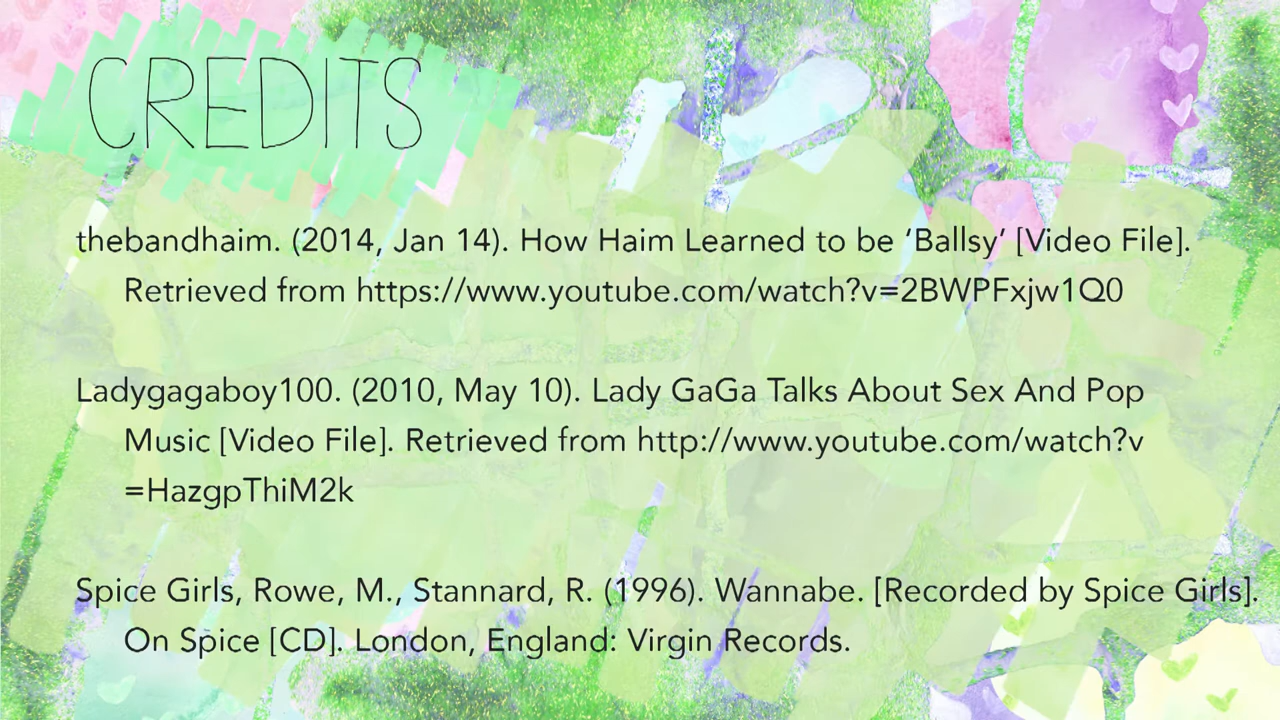 CREDITS
thebandhaim. (2014, Jan 14). How Haim Learned to be ‘Ballsy’ [Video File].
Retrieved from https://www.youtube.com/watch?v=2BWPFxjw1Q0
Ladygagaboy100. (2010, May 10). Lady GaGa Talks About Sex And Pop
Music [Video File]. Retrieved from http://www.youtube.com/watch?v
=HazgpThiM2k
Spice Girls, Rowe, M., Stannard, R. (1996). Wannabe. [Recorded by Spice Girls].
On Spice [CD]. London, England: Virgin Records.